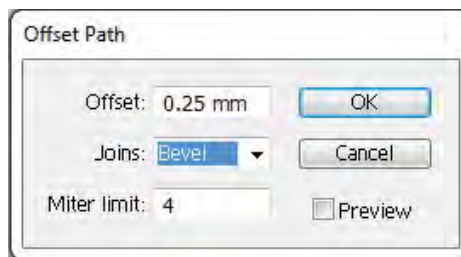 Offset Path
Offset: 0.25 mm OK
Joins: Bevel Cancel
Miter limit: 4 Preview